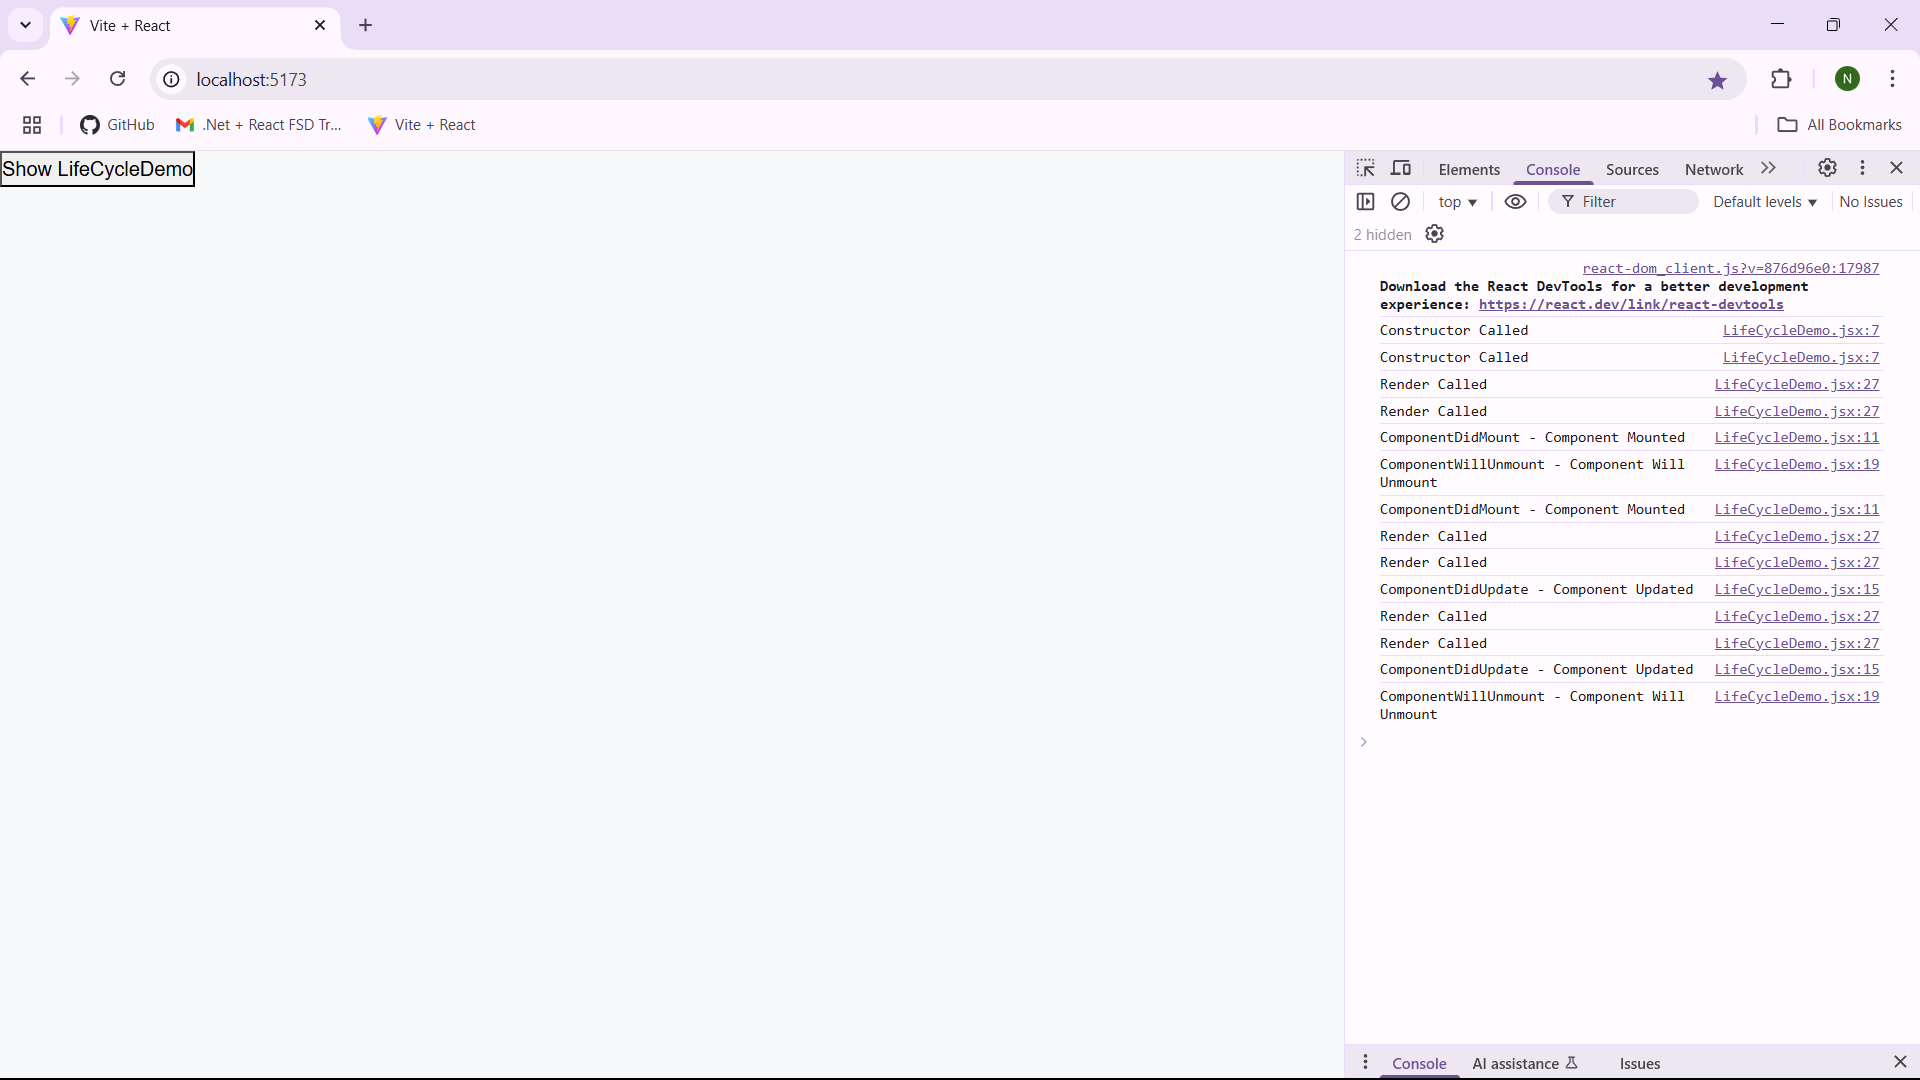 Vite + React
localhost:5173
N
GitHub
.Net + React FSD Tr...
Vite + React
All Bookmarks
Show LifeCycleDemo
Elements
Console
Sources
Network
top
Filter
Default levels
No Issues
2 hidden
react-dom_client.js?v=876d96e0:17987
Download the React DevTools for a better development
experience: https://react.dev/link/react-devtools
Constructor Called LifeCycleDemo.jsx:7
Constructor Called LifeCycleDemo.jsx:7
Render Called LifeCycleDemo.jsx:27
Render Called LifeCycleDemo.jsx:27
ComponentDidMount - Component Mounted LifeCycleDemo.jsx:11
ComponentWillUnmount - Component Will LifeCycleDemo.jsx:19
Unmount
ComponentDidMount - Component Mounted LifeCycleDemo.jsx:11
Render Called LifeCycleDemo.jsx:27
Render Called LifeCycleDemo.jsx:27
ComponentDidUpdate - Component Updated LifeCycleDemo.jsx:15
Render Called LifeCycleDemo.jsx:27
Render Called LifeCycleDemo.jsx:27
ComponentDidUpdate - Component Updated LifeCycleDemo.jsx:15
ComponentWillUnmount - Component Will LifeCycleDemo.jsx:19
Unmount
Console
AI assistance
Issues